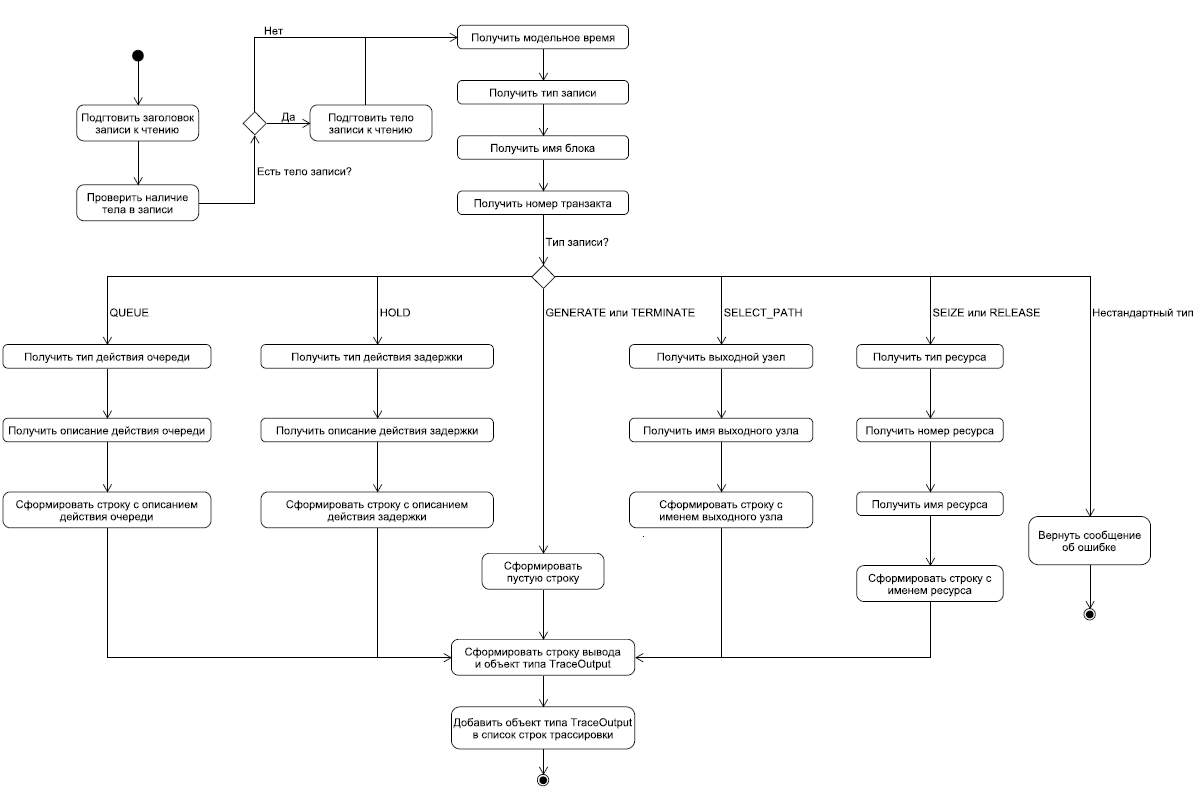 Нет
Получить модельное время
Подгтовить заголовок
записи к чтению
Да
Подгтовить тело
записи к чтению
Получить тип записи
Получить имя блока
Есть тело записи?
Проверить наличие
тела в записи
Получить номер транзакта
Тип записи?
QUEUE
HOLD
GENERATE или TERMINATE
SELECT_PATH
SEIZE или RELEASE
Нестандартный тип
Получить тип действия очереди
Получить тип действия задержки
Получить выходной узел
Получить тип ресурса
Получить описание действия очереди
Получить описание действия задержки
Получить имя выходного узла
Получить номер ресурса
Сформировать строку с описанием
действия очереди
Сформировать строку с описанием
действия задержки
Сформировать строку с
именем выходного узла
Получить имя ресурса
Вернуть сообщение
об ошибке
Сформировать
пустую строку
Сформировать строку с
именем ресурса
Сформировать строку вывода
и объект типа TraceOutput
Добавить объект типа TraceOutput
в список строк трассировки